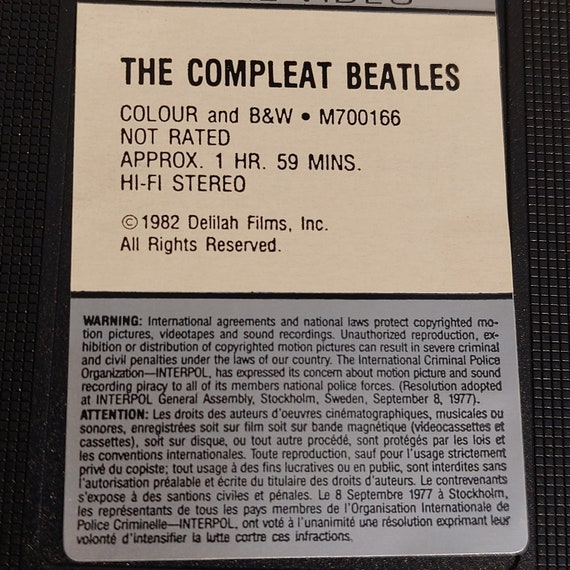 VIDEO
THE COMPLEAT BEATLES
COLOUR and B&W • M700166
NOT RATED
APPROX. 1 HR. 59 MINS.
HI-FI STEREO
©1982 Delilah Films, Inc.
All Rights Reserved.
WARNING: International agreements and national laws protect copyrighted mo-
tion pictures, videotapes and sound recordings. Unauthorized reproduction, ex-
hibition or distribution of copyrighted motion pictures can result in severe criminal
and civil penalties under the laws of our country. The International Criminal Police
Organization—INTERPOL, has expressed its concern about motion picture and sound
recording piracy to all of its members national police forces. (Resolution adopted
at INTERPOL General Assembly, Stockholm, Sweden, September 8, 1977).
ATTENTION: Les droits des auteurs d'oeuvres cinématographiques, musicales ou
sonores, enregistrées soit sur film soit sur bande magnétique (videocassettes et
cassettes), soit sur disque, ou tout autre procédé, sont protégés par les lois et
les conventions internationales. Toute reproduction, sauf pour l'usage strictement
privé du copiste; tout usage à des fins lucratives ou en public, sont interdites sans
l'autorisation préalable et écrite du titulaire des droits d'auteurs. Le contrevenants
s'expose à des santions civiles et pénales. Le 8 Septembre 1977 à Stockholm,
les représentants de tous les pays membres de l'Organisation Internationale de
Police Criminelle—INTERPOL, ont voté à l'unanimité une résolution exprimant leur
volonté d'intensifier la lutte cortre ces infractions.